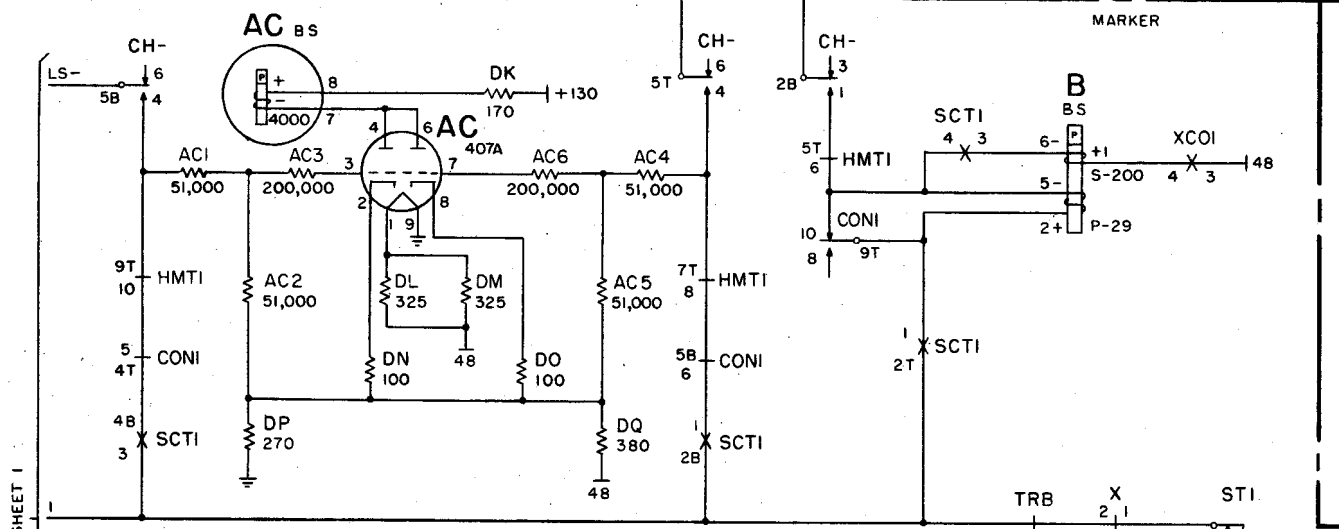 MARKER
AC BS
CH-
6
4
LS-
5B
P
+
-
4000
8
7
DK
170
+130
AC
407A
4
6
3
7
2
1
9
8
AC1
51,000
AC3
200,000
AC6
200,000
AC4
51,000
CH-
6
4
5T
CH-
3
1
2B
5T
6
HMT1
SCT1
4 3
B
BS
P
6-
+1
S-200
5-
2+
P-29
XCO1
4 3
48
CON1
10
8
9T
9T
10
HMT1
AC2
51,000
DL
325
DM
325
48
AC5
51,000
7T
8
HMT1
5
4T
CON1
DN
100
DO
100
5B
6
CON1
1
2T
SCT1
4B
3
SCT1
DP
270
DQ
380
48
1
2B
SCT1
SHEET 1
1
TRB
X
2 1
ST1